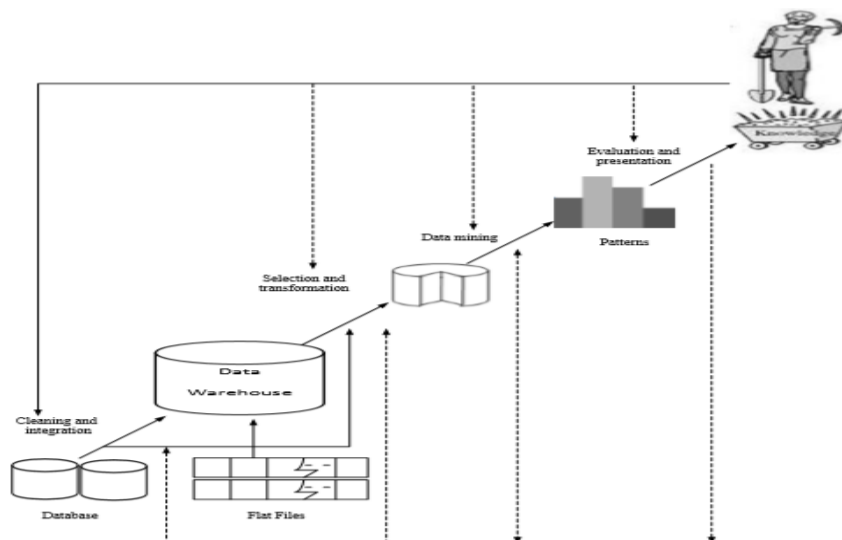 Knowledge
Evaluation and
presentation
Patterns
Data mining
Selection and
transformation
Data
Warehouse
Cleaning and
integration
Database
Flat Files